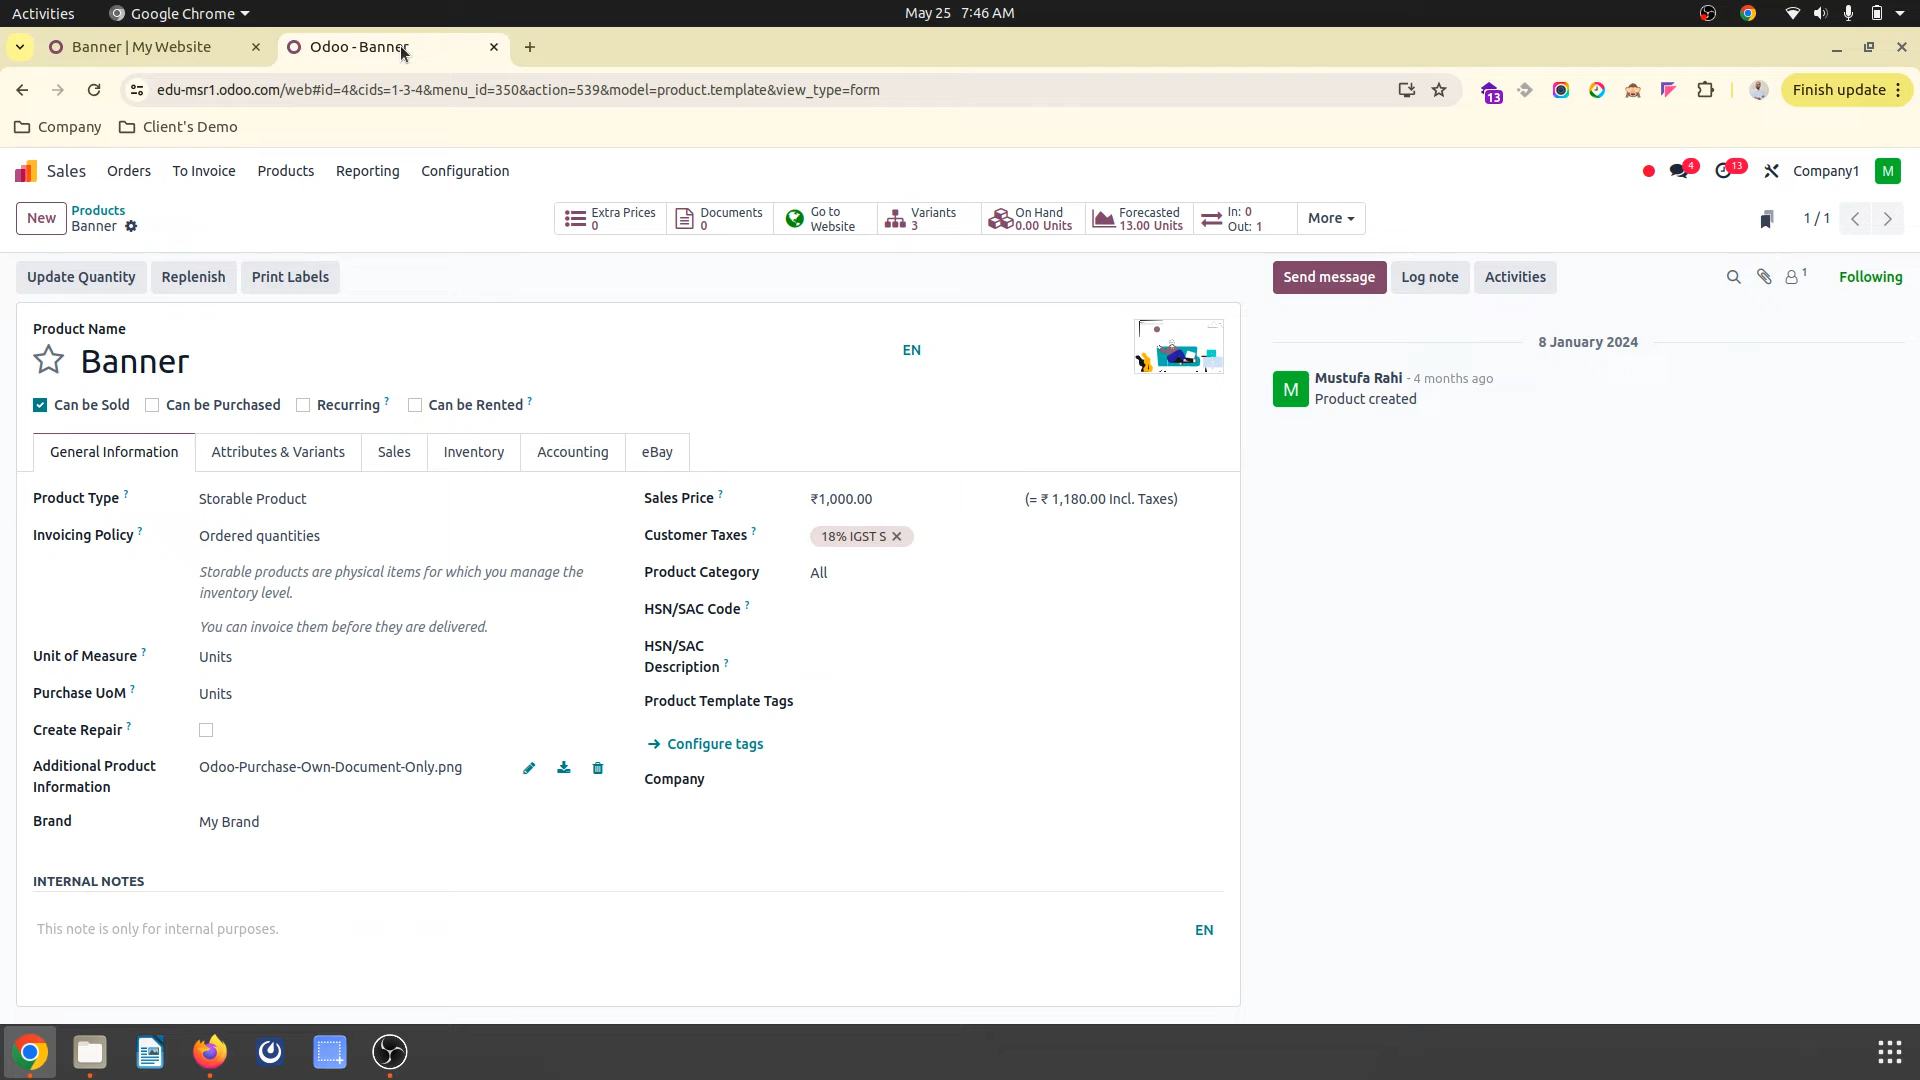 Activities
Google Chrome
May 25 7:46 AM
Banner | My Website
Odoo - Banner
edu-msr1.odoo.com/web#id=4&cids=1-3-4&menu_id=350&action=539&model=product.template&view_type=form
13
Finish update
Company
Client's Demo
Sales
Orders
To Invoice
Products
Reporting
Configuration
4
13
Company1
M
New
Products
Banner
Extra Prices
0
Documents
0
Go to
Website
Variants
3
On Hand
0.00 Units
Forecasted
13.00 Units
In: 0
Out: 1
More
1 / 1
Update Quantity
Replenish
Print Labels
Send message
Log note
Activities
1
Following
Product Name
Banner
EN
Can be Sold
Can be Purchased
Recurring ?
Can be Rented ?
8 January 2024
M
Mustufa Rahi - 4 months ago
Product created
General Information
Attributes & Variants
Sales
Inventory
Accounting
eBay
Product Type ?
Storable Product
Invoicing Policy ?
Ordered quantities
Storable products are physical items for which you manage the
inventory level.
You can invoice them before they are delivered.
Unit of Measure ?
Units
Purchase UoM ?
Units
Create Repair ?
Additional Product
Information
Odoo-Purchase-Own-Document-Only.png
Brand
My Brand
Sales Price ?
₹1,000.00
(= ₹ 1,180.00 Incl. Taxes)
Customer Taxes ?
18% IGST S
Product Category
All
HSN/SAC Code ?
HSN/SAC
Description ?
Product Template Tags
Configure tags
Company
INTERNAL NOTES
This note is only for internal purposes.
EN